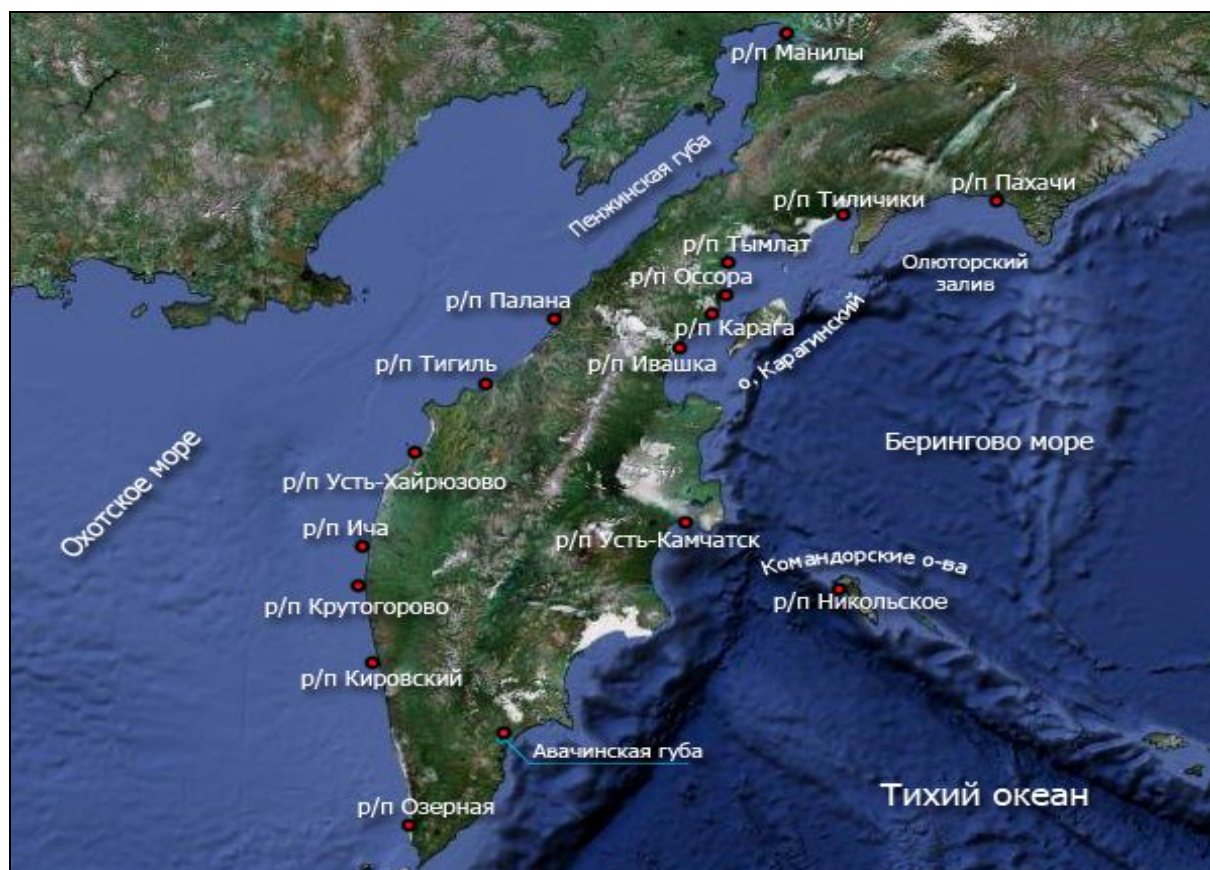 р/п Манилы
Пенжинская губа
р/п Пахачи
р/п Тиличики
р/п Тымлат
Олюторский
залив
р/п Оссора
р/п Палана
р/п Карага
о, Карагинский
р/п Ивашка
р/п Тигиль
Берингово море
Охотское море
р/п Усть-Хайрюзово
р/п Ича
р/п Усть-Камчатск
Командорские о-ва
р/п Никольское
р/п Крутогорово
р/п Кировский
Авачинская губа
Тихий океан
р/п Озерная